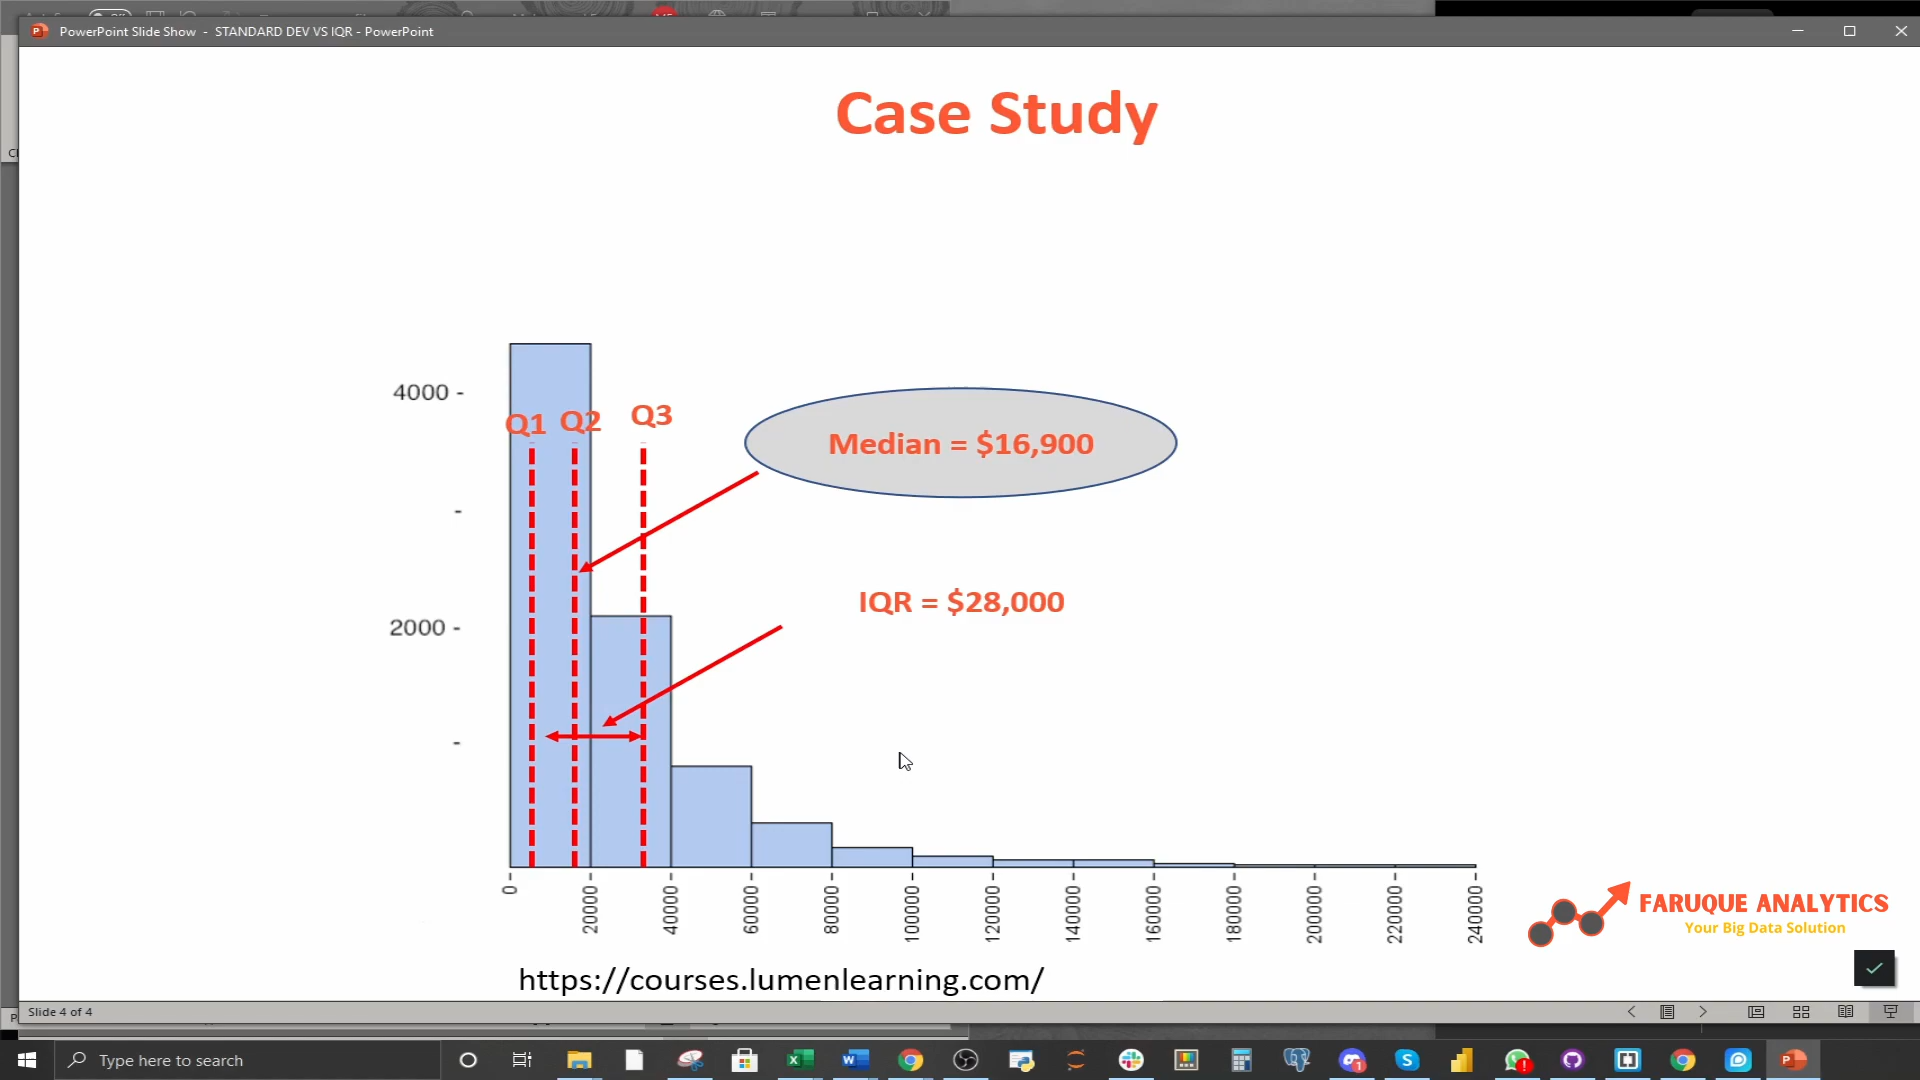 PowerPoint Slide Show - STANDARD DEV VS IQR - PowerPoint
Case Study
4000 -
Q1 Q2 Q3
Median = $16,900
-
IQR = $28,000
2000 -
-
0 20000 40000 60000 80000 100000 120000 140000 160000 180000 200000 220000 240000
FARUQUE ANALYTICS
Your Big Data Solution
https://courses.lumenlearning.com/
Slide 4 of 4
Type here to search